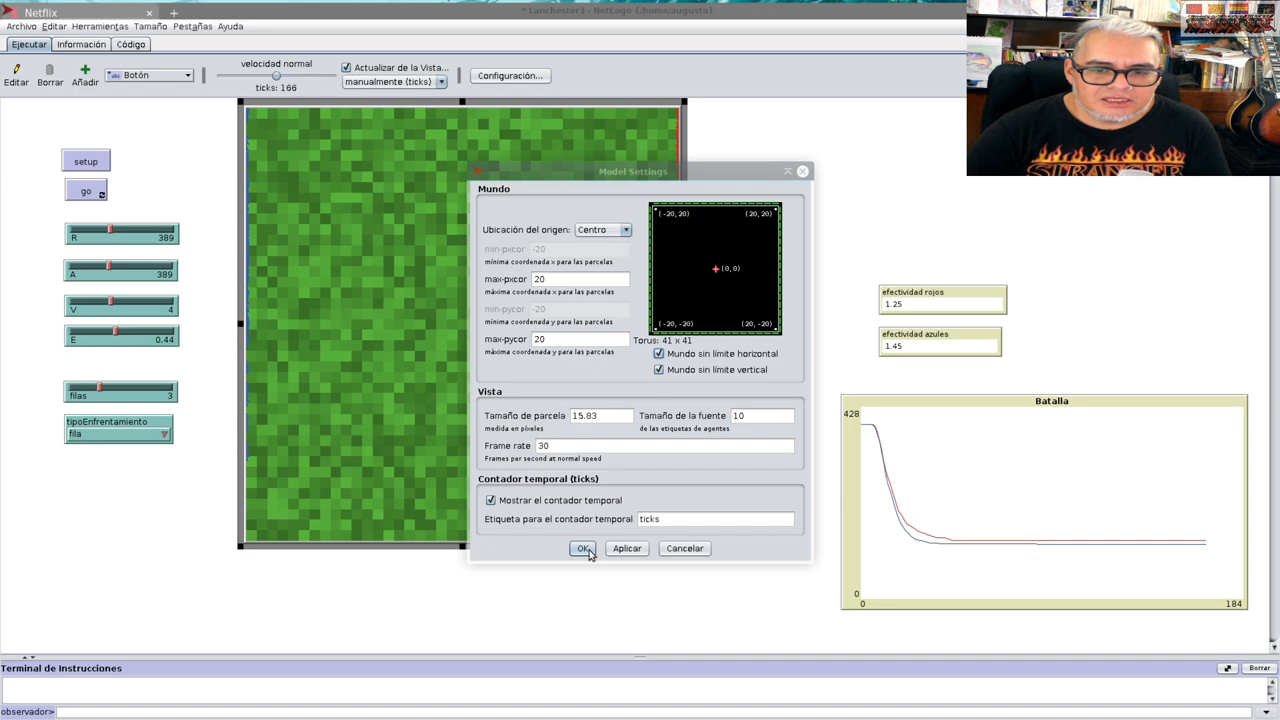 Netflix
×
* Lanchester3 - NetLogo {/home/augusto}
Archivo Editar Herramientas Tamaño Pestañas Ayuda
Ejecutar Información Código
Editar Borrar Añadir Botón
velocidad normal
ticks: 166
Actualizar de la Vista...
manualmente (ticks)
Configuración...
setup
go
R 389
A 389
V 4
E 0.44
filas 3
tipoEnfrentamiento
fila
Model Settings
Mundo
Ubicación del origen: Centro
min-pxcor -20
mínima coordenada x para las parcelas
max-pxcor 20
máxima coordenada x para las parcelas
min-pycor -20
mínima coordenada y para las parcelas
max-pycor 20
máxima coordenada y para las parcelas
(-20,20) (20,20)
(0,0)
(-20,-20) (20,-20)
Torus: 41 x 41
Mundo sin límite horizontal
Mundo sin límite vertical
Vista
Tamaño de parcela 15.83 Tamaño de la fuente 10
medida en píxeles de las etiquetas de agentes
Frame rate 30
Frames per second at normal speed
Contador temporal (ticks)
Mostrar el contador temporal
Etiqueta para el contador temporal ticks
OK Aplicar Cancelar
efectividad rojos
1.25
efectividad azules
1.45
Batalla
428
0
0 184
STRANGER
Terminal de Instrucciones
Borrar
observador>